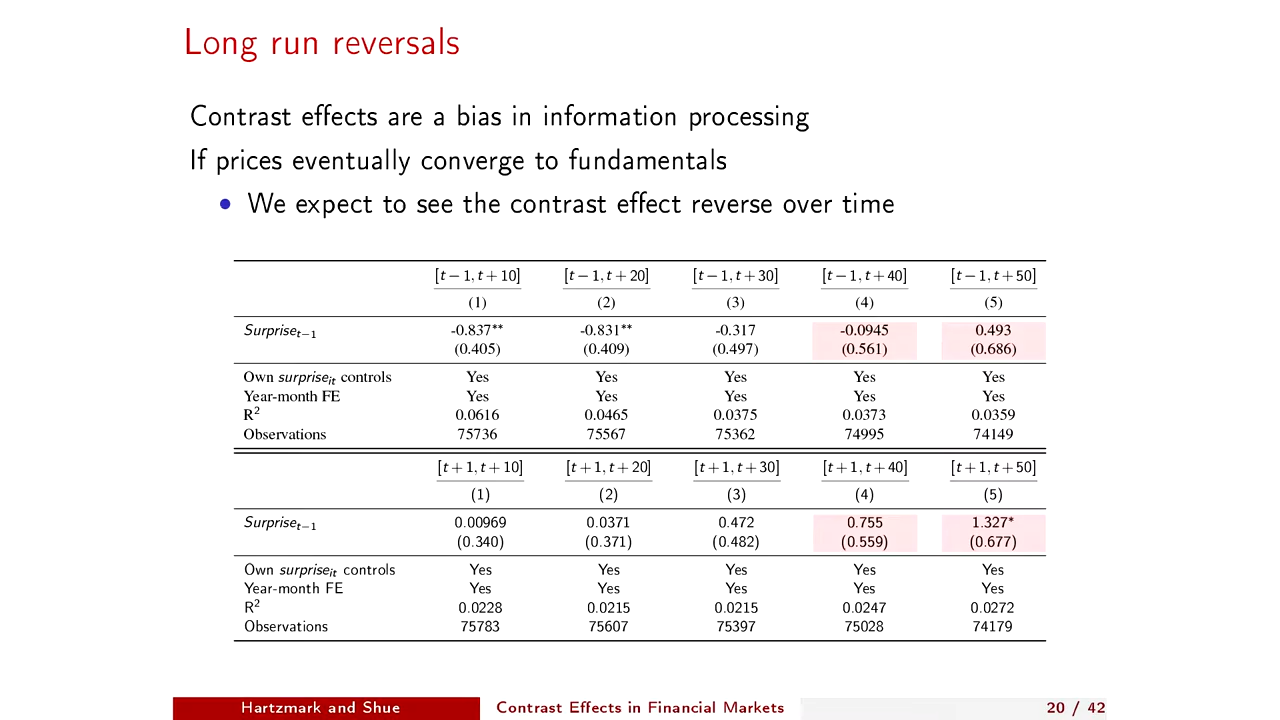 Long run reversals
Contrast effects are a bias in information processing
If prices eventually converge to fundamentals
• We expect to see the contrast effect reverse over time
[t − 1, t + 10] [t − 1, t + 20] [t − 1, t + 30] [t − 1, t + 40] [t − 1, t + 50]
(1) (2) (3) (4) (5)
Surprise_{t−1} -0.837** -0.831** -0.317 -0.0945 0.493
(0.405) (0.409) (0.497) (0.561) (0.686)
Own surprise_{it} controls Yes Yes Yes Yes Yes
Year-month FE Yes Yes Yes Yes Yes
R² 0.0616 0.0465 0.0375 0.0373 0.0359
Observations 75736 75567 75362 74995 74149
[t + 1, t + 10] [t + 1, t + 20] [t + 1, t + 30] [t + 1, t + 40] [t + 1, t + 50]
(1) (2) (3) (4) (5)
Surprise_{t−1} 0.00969 0.0371 0.472 0.755 1.327*
(0.340) (0.371) (0.482) (0.559) (0.677)
Own surprise_{it} controls Yes Yes Yes Yes Yes
Year-month FE Yes Yes Yes Yes Yes
R² 0.0228 0.0215 0.0215 0.0247 0.0272
Observations 75783 75607 75397 75028 74179
Hartzmark and Shue Contrast Effects in Financial Markets 20 / 42